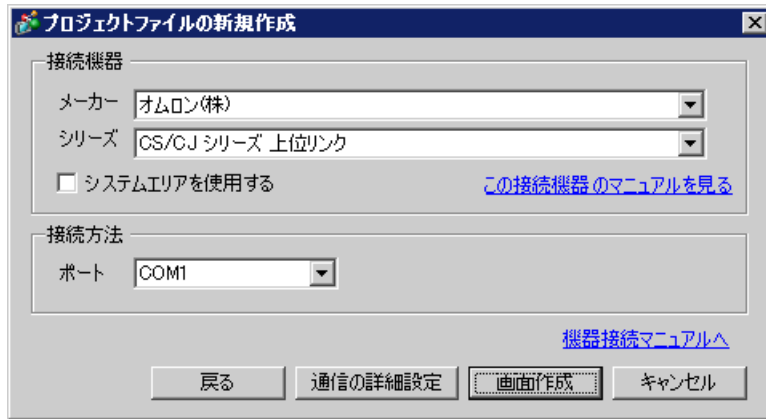 プロジェクトファイルの新規作成
接続機器
メーカー オムロン(株)
シリーズ CS/CJ シリーズ 上位リンク
システムエリアを使用する この接続機器のマニュアルを見る
接続方法
ポート COM1
機器接続マニュアルへ
戻る 通信の詳細設定 画面作成 キャンセル